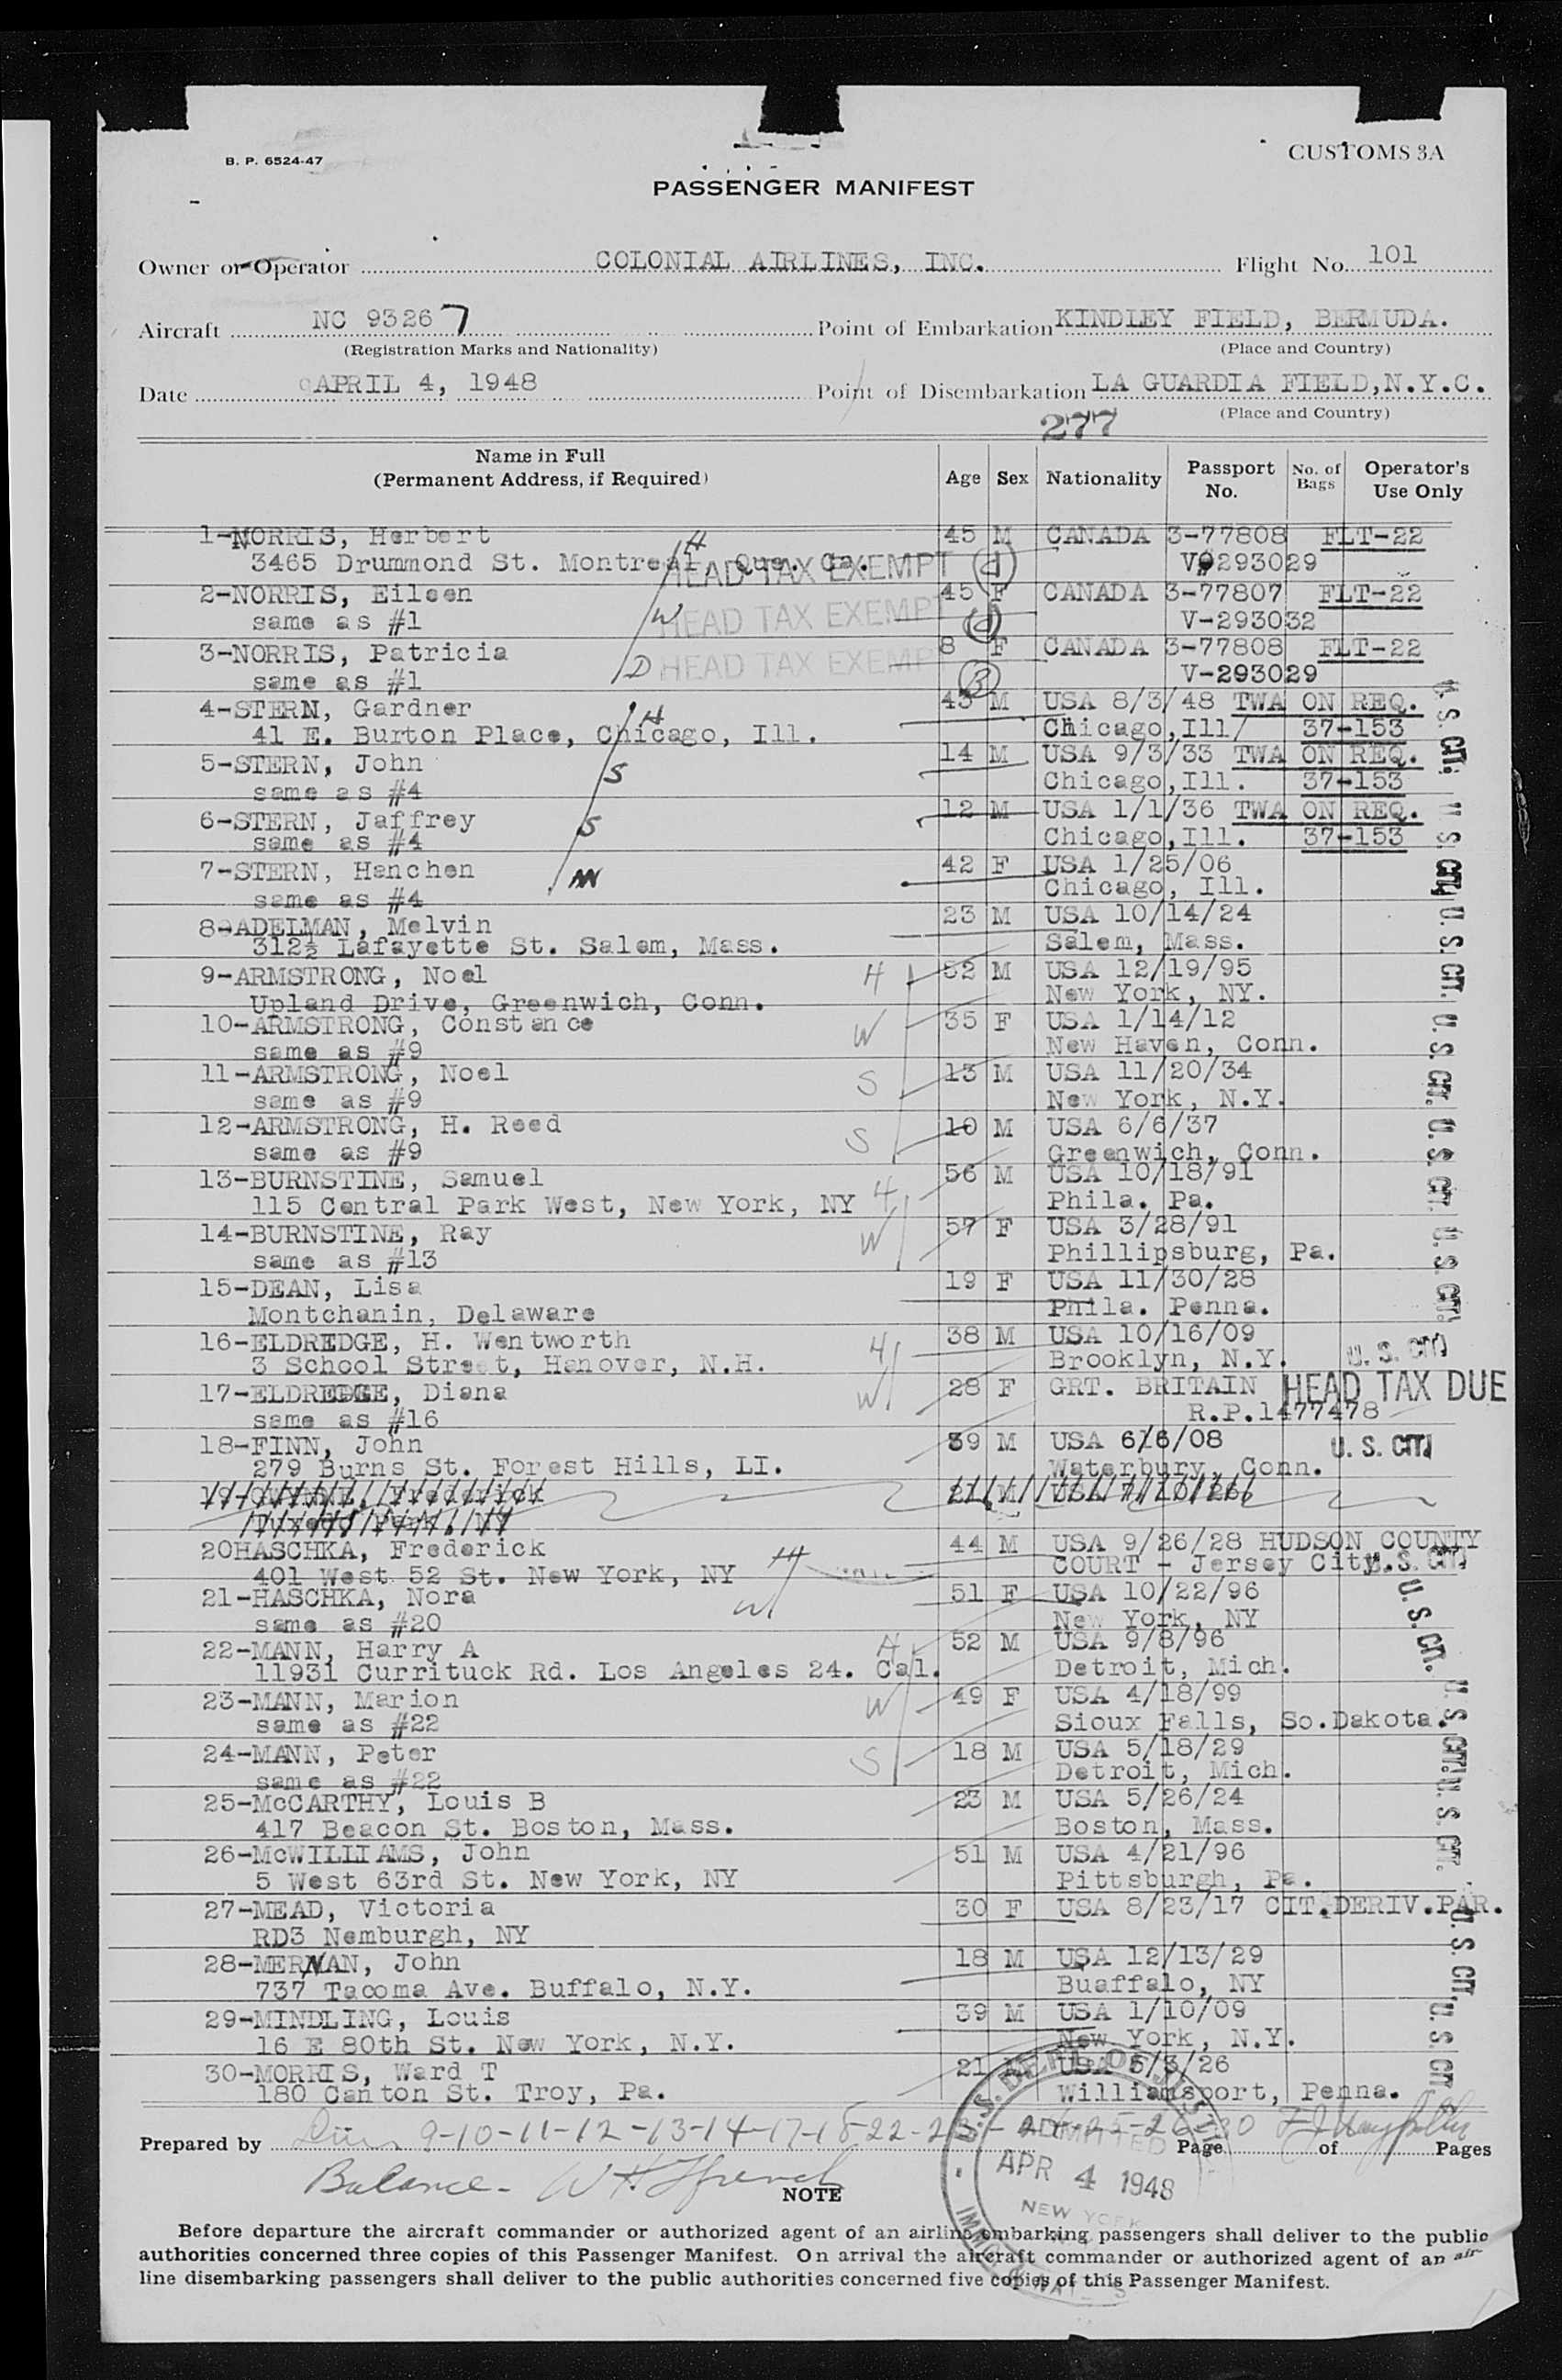 B. P. 6524-47
CUSTOMS 3A
PASSENGER MANIFEST
Owner or Operator COLONIAL AIRLINES, INC. Flight No. 101
Aircraft NC 93267 Point of Embarkation KINDLEY FIELD, BERMUDA.
(Registration Marks and Nationality) (Place and Country)
Date APRIL 4, 1948 Point of Disembarkation LA GUARDIA FIELD,N.Y.C.
(Place and Country)
277
Name in Full Age Sex Nationality Passport No. No. of Bags Operator's Use Only
(Permanent Address, if Required)
1-NORRIS, Herbert 45 M CANADA 3-77808 FLT-22
3465 Drummond St. Montreal, Que. Ca. H HEAD TAX EXEMPT V-293029
2-NORRIS, Eileen 45 F CANADA 3-77807 FLT-22
same as #1 W HEAD TAX EXEMPT V-293032
3-NORRIS, Patricia 8 F CANADA 3-77808 FLT-22
same as #1 D HEAD TAX EXEMPT V-293029
4-STERN, Gardner H 43 M USA 8/3/48 TWA ON REQ. U. S. CIT.
41 E. Burton Place, Chicago, Ill. Chicago,Ill/ 37-153
5-STERN, John S 14 M USA 9/3/33 TWA ON REQ.
same as #4 Chicago,Ill. 37-153
6-STERN, Jaffrey S 12 M USA 1/1/36 TWA ON REQ. U. S. CIT.
same as #4 Chicago,Ill. 37-153
7-STERN, Hanchen 42 F USA 1/25/06
same as #4 Chicago, Ill.
8-ADELMAN, Melvin 23 M USA 10/14/24 U. S. CIT.
312½ Lafayette St. Salem, Mass. Salem, Mass.
9-ARMSTRONG, Noel H 52 M USA 12/19/95
Upland Drive, Greenwich, Conn. New York, NY.
10-ARMSTRONG, Constance W 35 F USA 1/14/12 U. S. CIT.
same as #9 New Haven, Conn.
11-ARMSTRONG, Noel S 13 M USA 11/20/34
same as #9 New York, N.Y.
12-ARMSTRONG, H. Reed S 10 M USA 6/6/37 U. S. CIT.
same as #9 Greenwich, Conn.
13-BURNSTINE, Samuel H 56 M USA 10/18/91
115 Central Park West, New York, NY Phila. Pa.
14-BURNSTINE, Ray W 57 F USA 3/28/91 U. S. CIT.
same as #13 Phillipsburg, Pa.
15-DEAN, Lisa 19 F USA 11/30/28
Montchanin, Delaware Phila. Penna.
16-ELDREDGE, H. Wentworth H 38 M USA 10/16/09 U. S. CIT
3 School Street, Hanover, N.H. Brooklyn, N.Y.
17-ELDREDGE, Diana W 28 F GRT. BRITAIN HEAD TAX DUE
same as #16 R.P.1477478
18-FINN, John 39 M USA 6/6/08 U. S. CIT
279 Burns St. Forest Hills, LI. Waterbury, Conn.
20HASCHKA, Frederick H 44 M USA 9/26/28 HUDSON COUNTY
401 West 52 St. New York, NY COURT - Jersey City. U. S. CIT
21-HASCHKA, Nora W 51 F USA 10/22/96 U. S. CIT.
same as #20 New York, NY
22-MANN, Harry A H 52 M USA 9/8/96
11931 Currituck Rd. Los Angeles 24. Cal. Detroit, Mich.
23-MANN, Marion W 49 F USA 4/18/99 U. S. CIT.
same as #22 Sioux Falls, So.Dakota.
24-MANN, Peter S 18 M USA 5/18/29
same as #22 Detroit, Mich.
25-McCARTHY, Louis B 23 M USA 5/26/24 U. S. CIT.
417 Beacon St. Boston, Mass. Boston, Mass.
26-McWILLIAMS, John 51 M USA 4/21/96
5 West 63rd St. New York, NY Pittsburgh, Pa.
27-MEAD, Victoria 30 F USA 8/23/17 CIT.DERIV.PAR.
RD3 Nemburgh, NY U. S. CIT.
28-MERNAN, John 18 M USA 12/13/29
737 Tacoma Ave. Buffalo, N.Y. Buaffalo, NY
29-MINDLING, Louis 39 M USA 1/10/09 U. S. CIT
16 E 80th St. New York, N.Y. New York, N.Y.
30-MORRIS, Ward T 21 USA 5/3/26
180 Canton St. Troy, Pa. Williamsport, Penna.
Prepared by 9-10-11-12-13-14-17-18-22-23-24-25-26-30 Page of Pages
Balance-
ADMITTED
APR 4 1948
NEW YORK
NOTE
Before departure the aircraft commander or authorized agent of an airline embarking passengers shall deliver to the public
authorities concerned three copies of this Passenger Manifest. On arrival the aircraft commander or authorized agent of an air-
line disembarking passengers shall deliver to the public authorities concerned five copies of this Passenger Manifest.